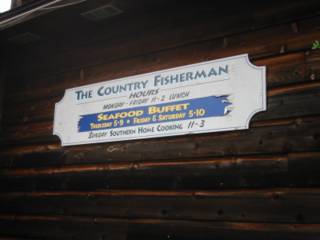 THE COUNTRY FISHERMAN
HOURS
MONDAY - FRIDAY 11-2 LUNCH
SEAFOOD BUFFET
THURSDAY 5-9 • FRIDAY & SATURDAY 5-10
SUNDAY SOUTHERN HOME COOKING 11-3